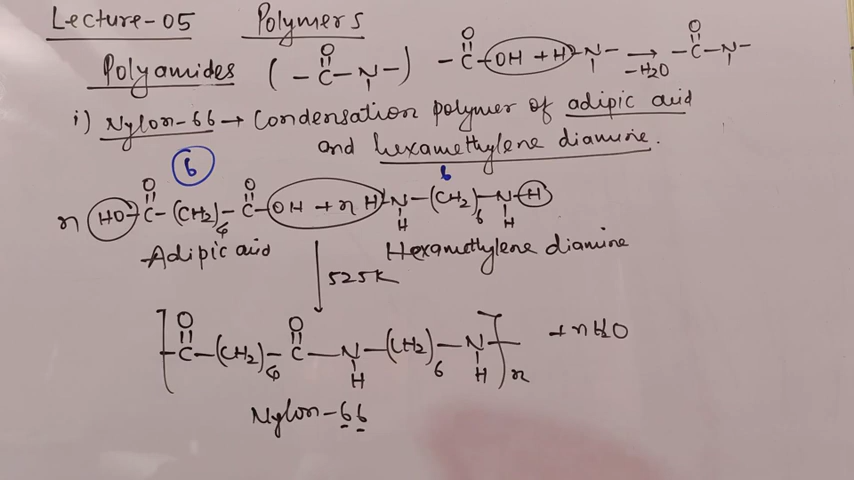 Lecture-05 Polymers
Polyamides (-C(=O)-N-) -C(=O)-OH + H-N- → -C(=O)-N-
-H₂O
i) Nylon-66 → Condensation polymer of adipic acid
and hexamethylene diamine.
6 6
n HO-C(=O)-(CH₂)₄-C(=O)-OH + n H-N(H)-(CH₂)₆-N(H)-H
Adipic acid Hexamethylene diamine
↓ 525K
[-C(=O)-(CH₂)₄-C(=O)-N(H)-(CH₂)₆-N(H)-]n + nH₂O
Nylon-66